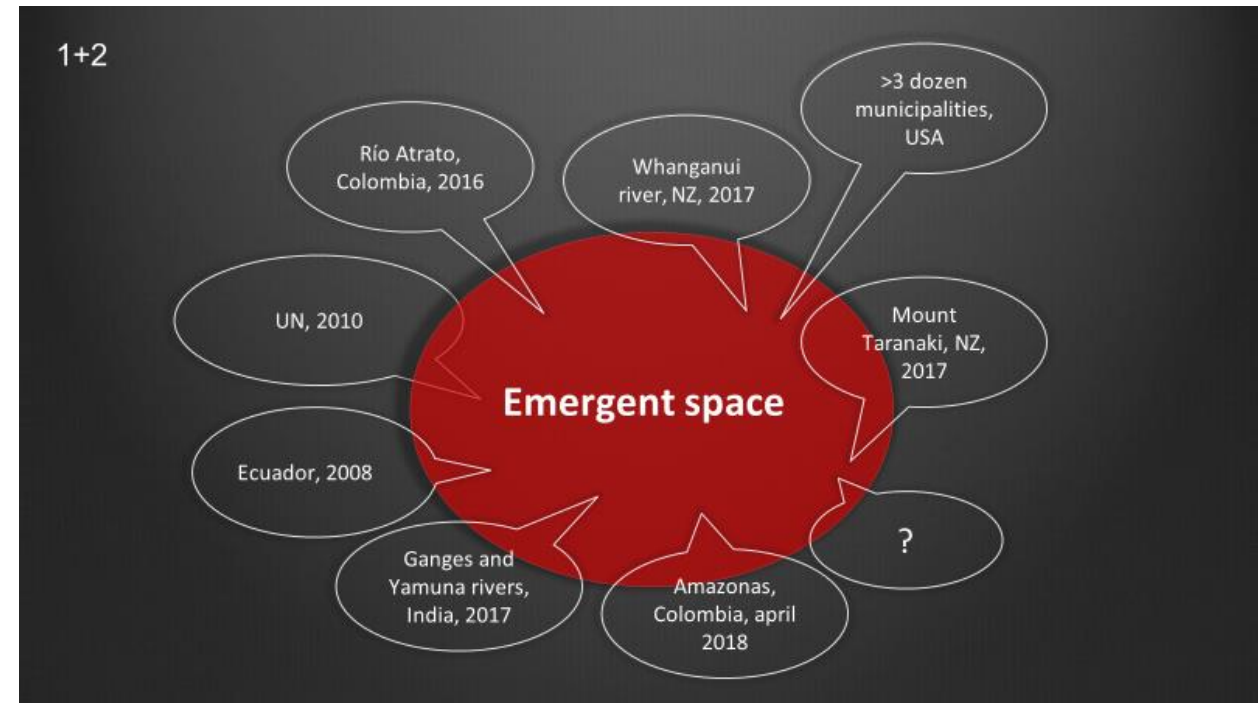 1+2
>3 dozen
municipalities,
USA
Río Atrato,
Colombia, 2016
Whanganui
river, NZ, 2017
UN, 2010
Mount
Taranaki, NZ,
2017
Emergent space
Ecuador, 2008
?
Ganges and
Yamuna rivers,
India, 2017
Amazonas,
Colombia, april
2018